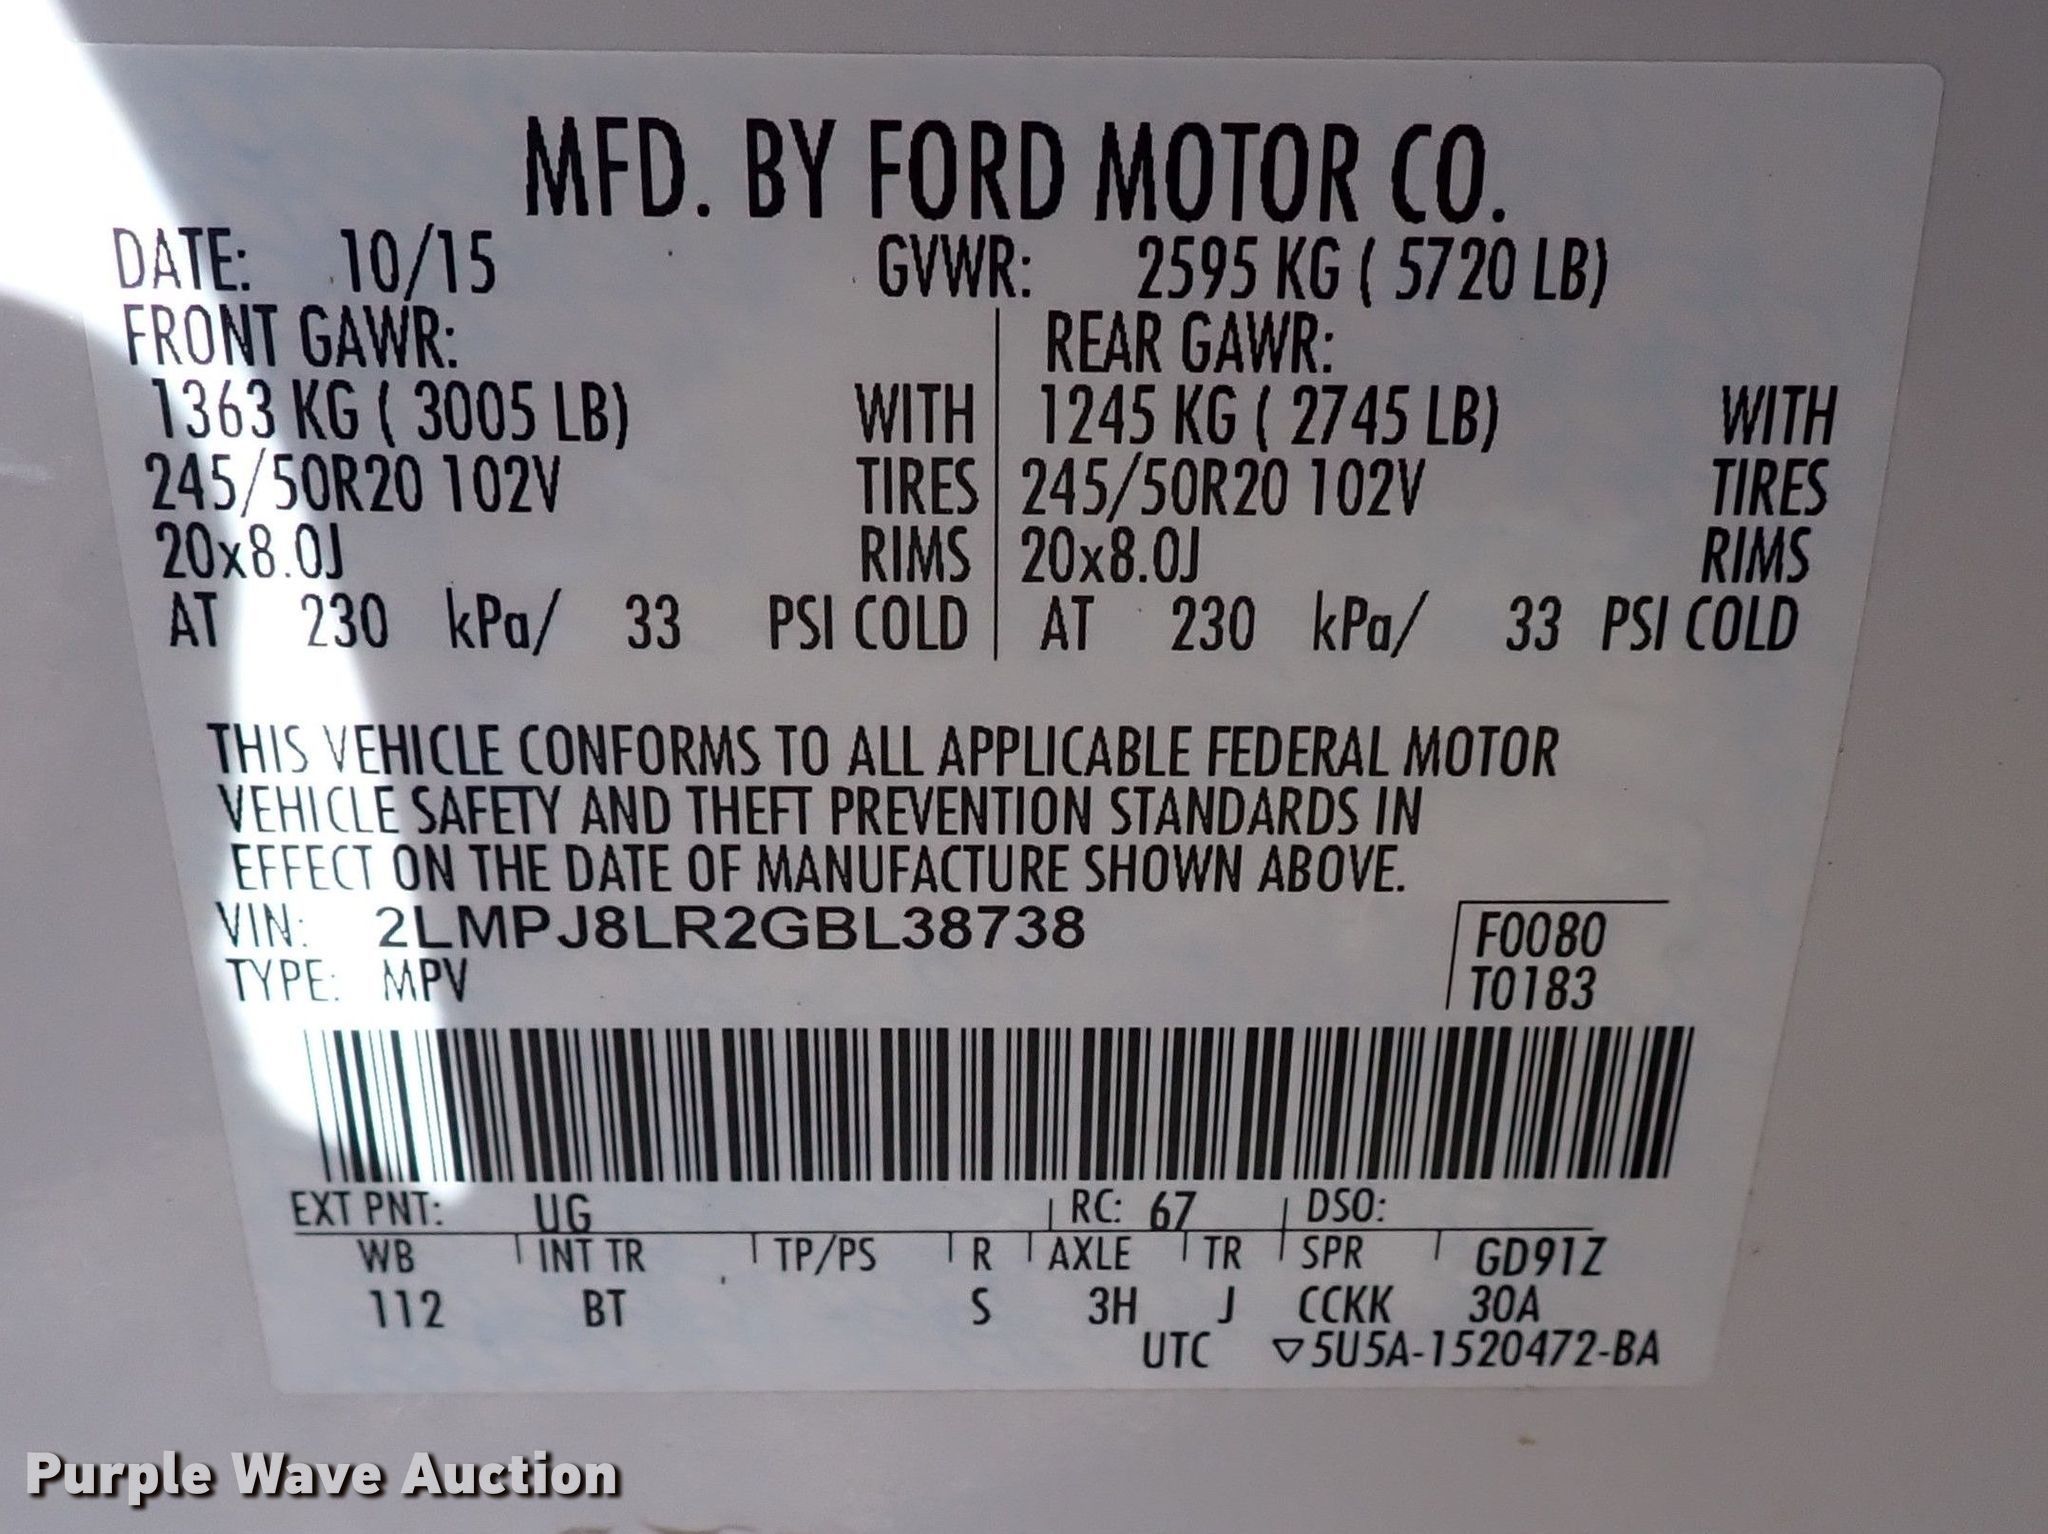 MFD. BY FORD MOTOR CO.
DATE: 10/15 GVWR: 2595 KG ( 5720 LB)
FRONT GAWR: REAR GAWR:
1363 KG ( 3005 LB) WITH 1245 KG ( 2745 LB) WITH
245/50R20 102V TIRES 245/50R20 102V TIRES
20x8.0J RIMS 20x8.0J RIMS
AT 230 kPa/ 33 PSI COLD AT 230 kPa/ 33 PSI COLD
THIS VEHICLE CONFORMS TO ALL APPLICABLE FEDERAL MOTOR
VEHICLE SAFETY AND THEFT PREVENTION STANDARDS IN
EFFECT ON THE DATE OF MANUFACTURE SHOWN ABOVE.
VIN: 2LMPJ8LR2GBL38738 F0080
TYPE: MPV T0183
EXT PNT: UG RC: 67 DSO:
WB INT TR TP/PS R AXLE TR SPR GD91Z
112 BT S 3H J CCKK 30A
UTC ▽5U5A-1520472-BA
Purple Wave Auction